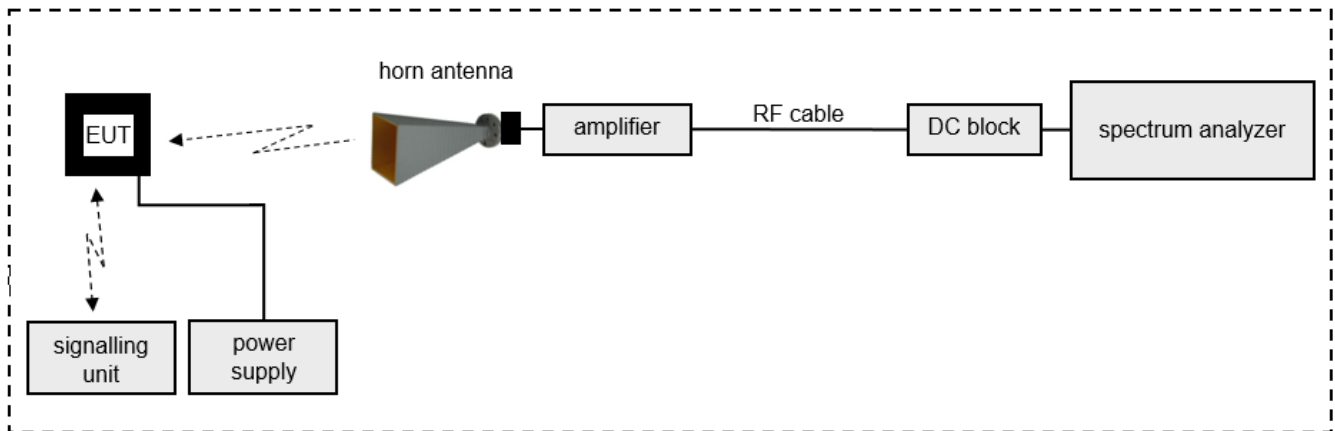 horn antenna
EUT
amplifier
RF cable
DC block
spectrum analyzer
signalling
unit
power
supply